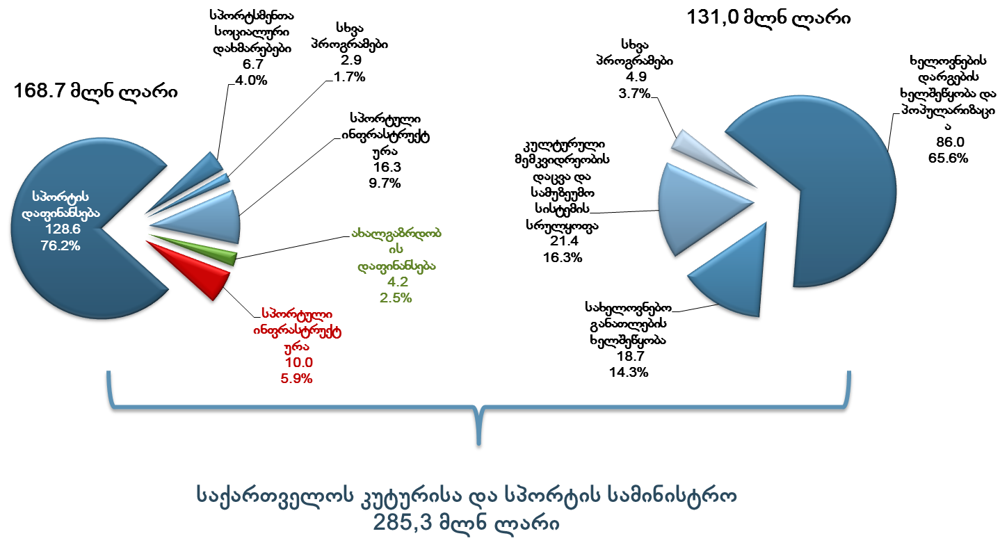 168.7 მლნ ლარი
სპორტსმენთა
სოციალური
დახმარებები
6.7
4.0%
სხვა
პროგრამები
2.9
1.7%
სპორტული
ინფრასტრუქტ
ურა
16.3
9.7%
სპორტის
დაფინანსება
128.6
76.2%
ახალგაზრდობ
ის
დაფინანსება
4.2
2.5%
სპორტული
ინფრასტრუქტ
ურა
10.0
5.9%
131,0 მლნ ლარი
სხვა
პროგრამები
4.9
3.7%
ხელოვნების
დარგების
ხელშეწყობა და
პოპულარიზაცი
ა
86.0
65.6%
კულტურული
მემკვიდრეობის
დაცვა და
სამუზეუმო
სისტემის
სრულყოფა
21.4
16.3%
სახელოვნებო
განათლების
ხელშეწყობა
18.7
14.3%
საქართველოს კუტურისა და სპორტის სამინისტრო
285,3 მლნ ლარი